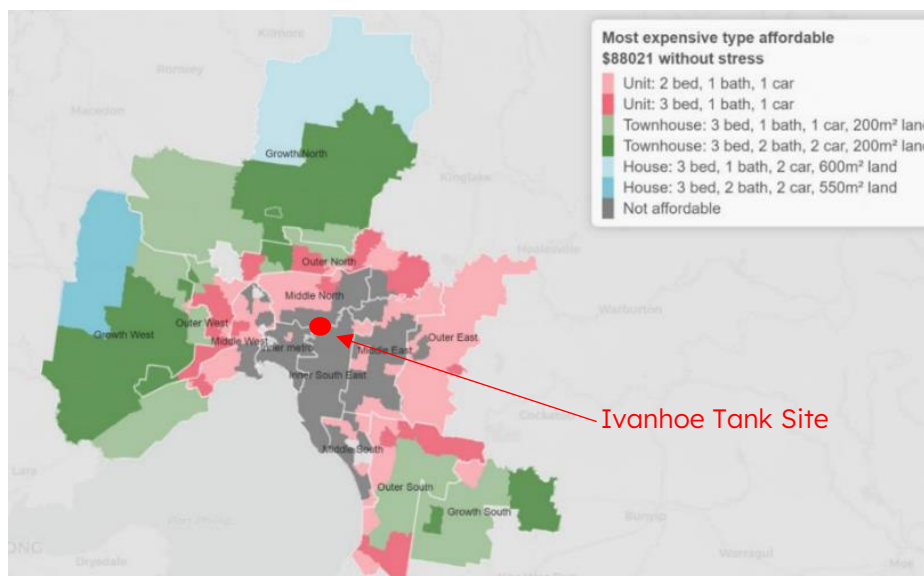 Kilmore
Romsey
Macedon
Most expensive type affordable
$88021 without stress
Unit: 2 bed, 1 bath, 1 car
Unit: 3 bed, 1 bath, 1 car
Townhouse: 3 bed, 1 bath, 1 car, 200m² land
Townhouse: 3 bed, 2 bath, 2 car, 200m² land
House: 3 bed, 1 bath, 2 car, 600m² land
House: 3 bed, 2 bath, 2 car, 550m² land
Not affordable
Growth North
Kinglake
Healesville
Outer North
Middle North
Warburton
Growth West
Outer West
Middle West
Inner metro
Middle East
Outer East
Inner South East
Ivanhoe Tank Site
Middle South
Outer South
Growth South
Port Phillip
Lara
Drysdale
Bunyip
Warragul
Moe